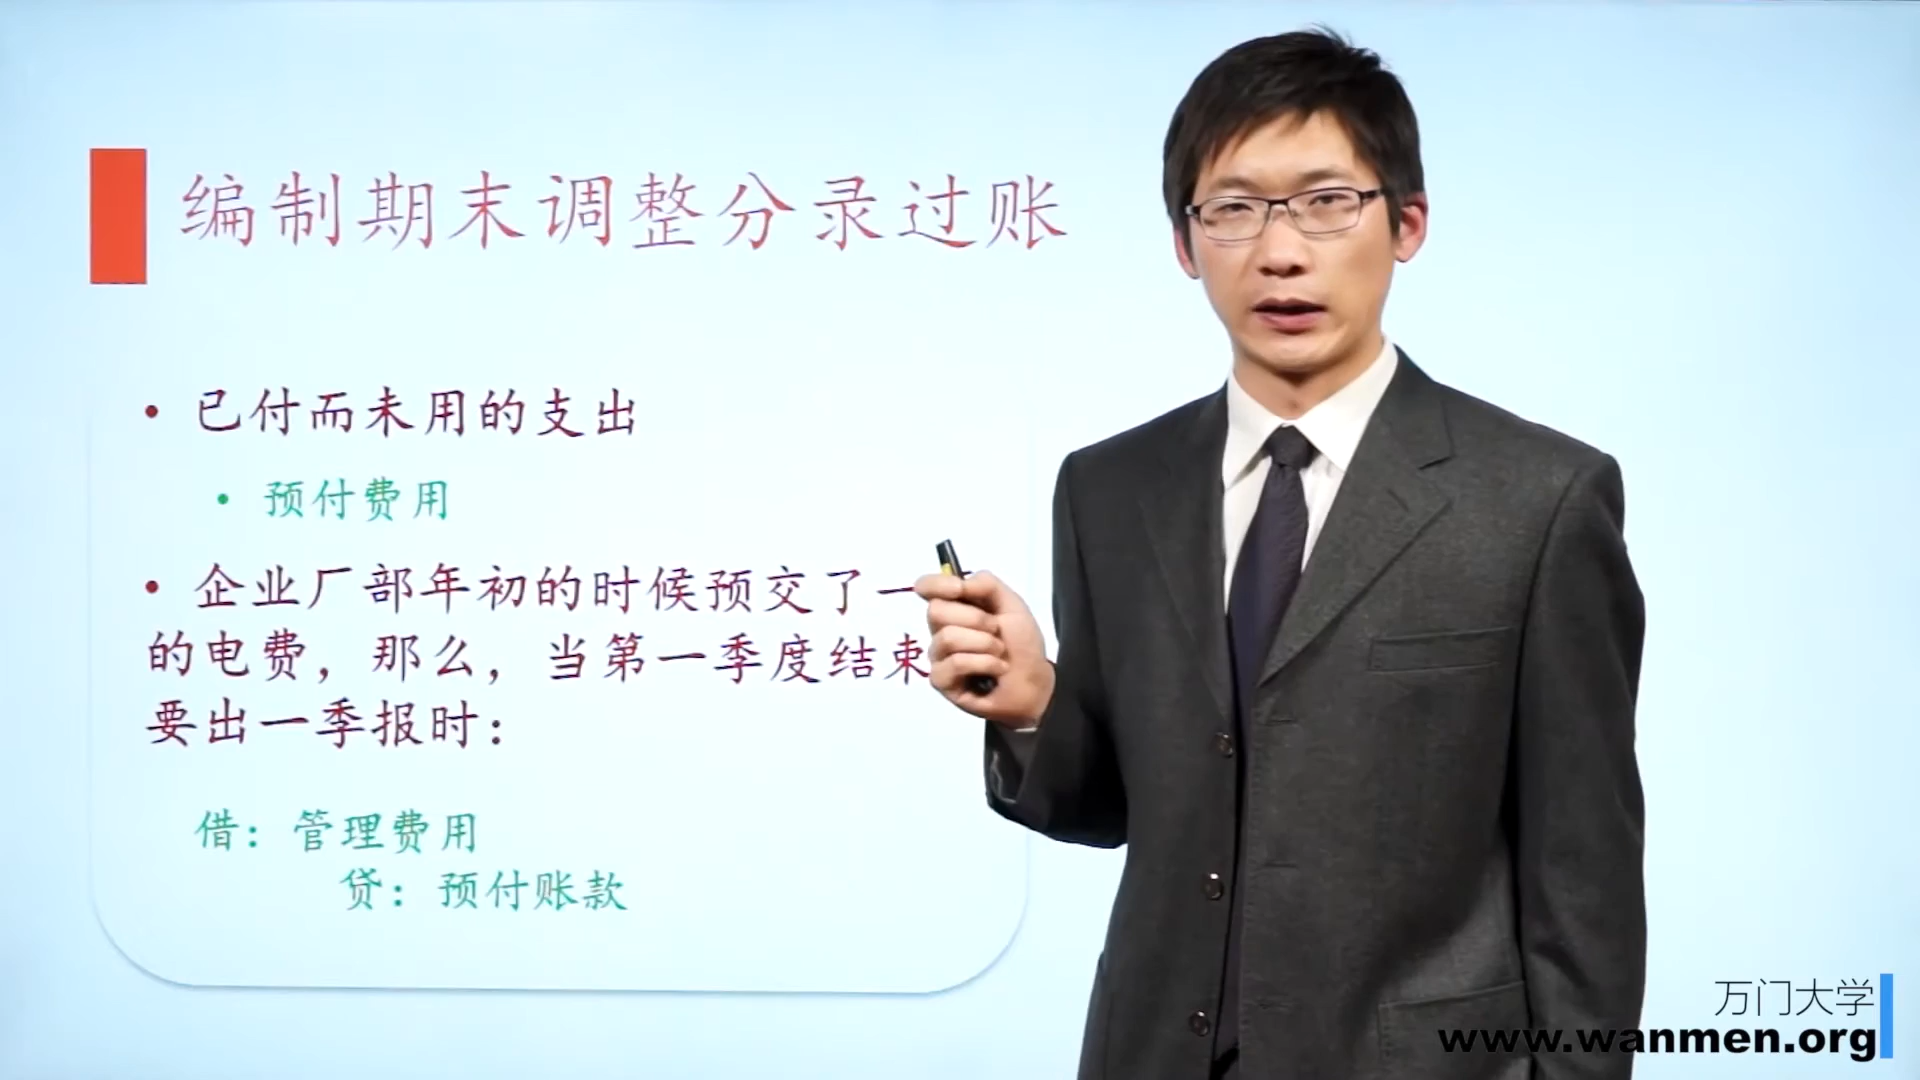 编制期末调整分录过账
• 已付而未用的支出
• 预付费用
• 企业厂部年初的时候预交了一
的电费，那么，当第一季度结束
要出一季报时：
借：管理费用
贷：预付账款
万门大学
www.wanmen.org